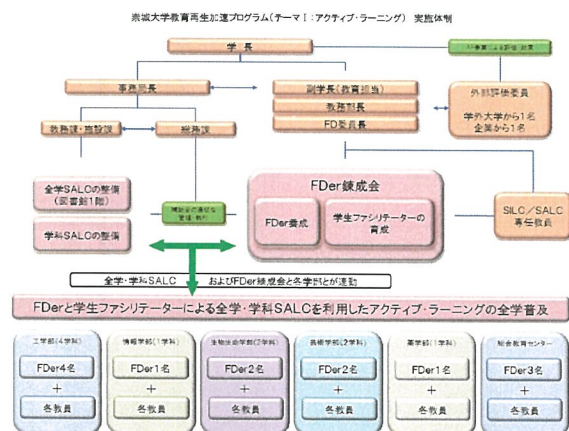 崇城大学教育再生加速プログラム(テーマⅠ:アクティブ・ラーニング) 実施体制
学長
事務局長
副学長(教育担当)
教務部長
FD委員長
外部評価委員
学外大学から1名
企業から1名
教務課・施設課
総務課
全学SALCの整備
(図書館1階)
学科SALCの整備
FDer錬成会
FDer養成
学生ファシリテーターの
育成
SILC/SALC
専任教員
全学・学科SALC およびFDer錬成会と各学部とが連動
FDerと学生ファシリテーターによる全学・学科SALCを利用したアクティブ・ラーニングの全学普及
工学部(4学科)
FDer4名
+
各教員
情報学部(1学科)
FDer1名
+
各教員
生物生命学部(2学科)
FDer2名
+
各教員
芸術学部(2学科)
FDer2名
+
各教員
薬学部(1学科)
FDer1名
+
各教員
総合教育センター
FDer3名
+
各教員